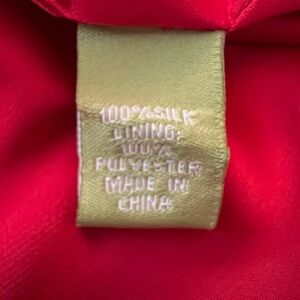 100%SILK
LINING:
100%
POLYESTER
MADE IN
CHINA